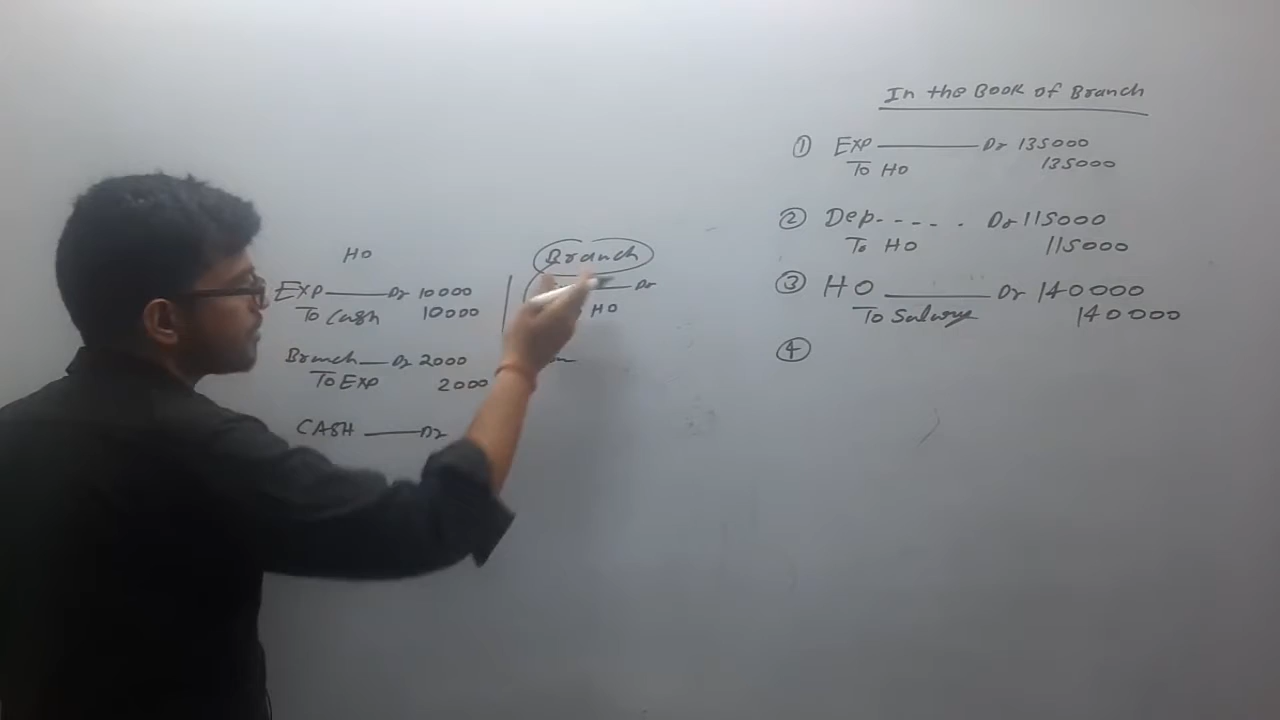 HO
Exp Dr 10000
To Cash 10000
Branch Dr 2000
To Exp 2000
CASH Dr
Branch
Dr
HO
In the Book of Branch
① Exp Dr 135000
To HO 135000
② Dep..... Dr 115000
To HO 115000
③ HO Dr 140000
To Salary 140000
④